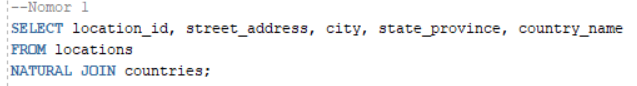 --Nomor 1
SELECT location_id, street_address, city, state_province, country_name
FROM locations
NATURAL JOIN countries;